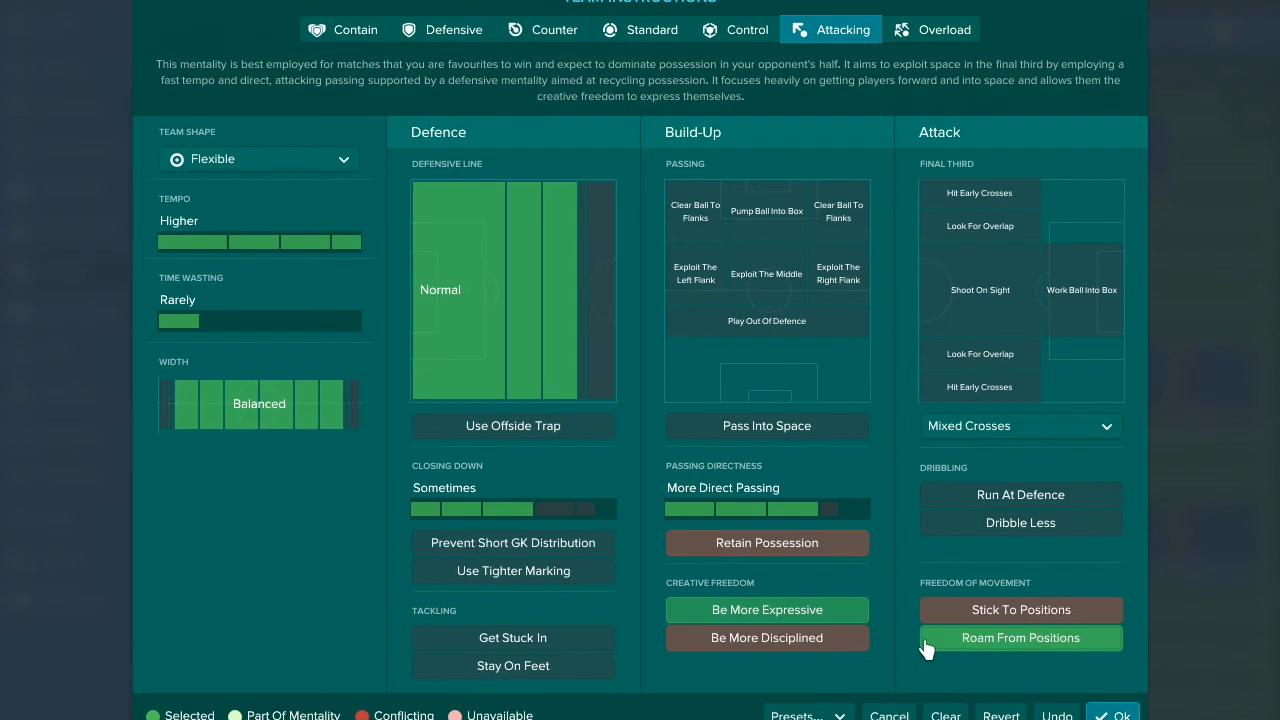 TEAM INSTRUCTIONS
Contain
Defensive
Counter
Standard
Control
Attacking
Overload
This mentality is best employed for matches that you are favourites to win and expect to dominate possession in your opponent's half. It aims to exploit space in the final third by employing a
fast tempo and direct, attacking passing supported by a defensive mentality aimed at recycling possession. It focuses heavily on getting players forward and into space and allows them the
creative freedom to express themselves.
TEAM SHAPE
Flexible
TEMPO
Higher
TIME WASTING
Rarely
WIDTH
Balanced
Defence
DEFENSIVE LINE
Normal
Use Offside Trap
CLOSING DOWN
Sometimes
Prevent Short GK Distribution
Use Tighter Marking
TACKLING
Get Stuck In
Stay On Feet
Build-Up
PASSING
Clear Ball To
Flanks
Pump Ball Into Box
Clear Ball To
Flanks
Exploit The
Left Flank
Exploit The Middle
Exploit The
Right Flank
Play Out Of Defence
Pass Into Space
PASSING DIRECTNESS
More Direct Passing
Retain Possession
CREATIVE FREEDOM
Be More Expressive
Be More Disciplined
Attack
FINAL THIRD
Hit Early Crosses
Look For Overlap
Shoot On Sight
Work Ball Into Box
Look For Overlap
Hit Early Crosses
Mixed Crosses
DRIBBLING
Run At Defence
Dribble Less
FREEDOM OF MOVEMENT
Stick To Positions
Roam From Positions
Selected
Part Of Mentality
Conflicting
Unavailable
Presets...
Cancel
Clear
Revert
Undo
Ok